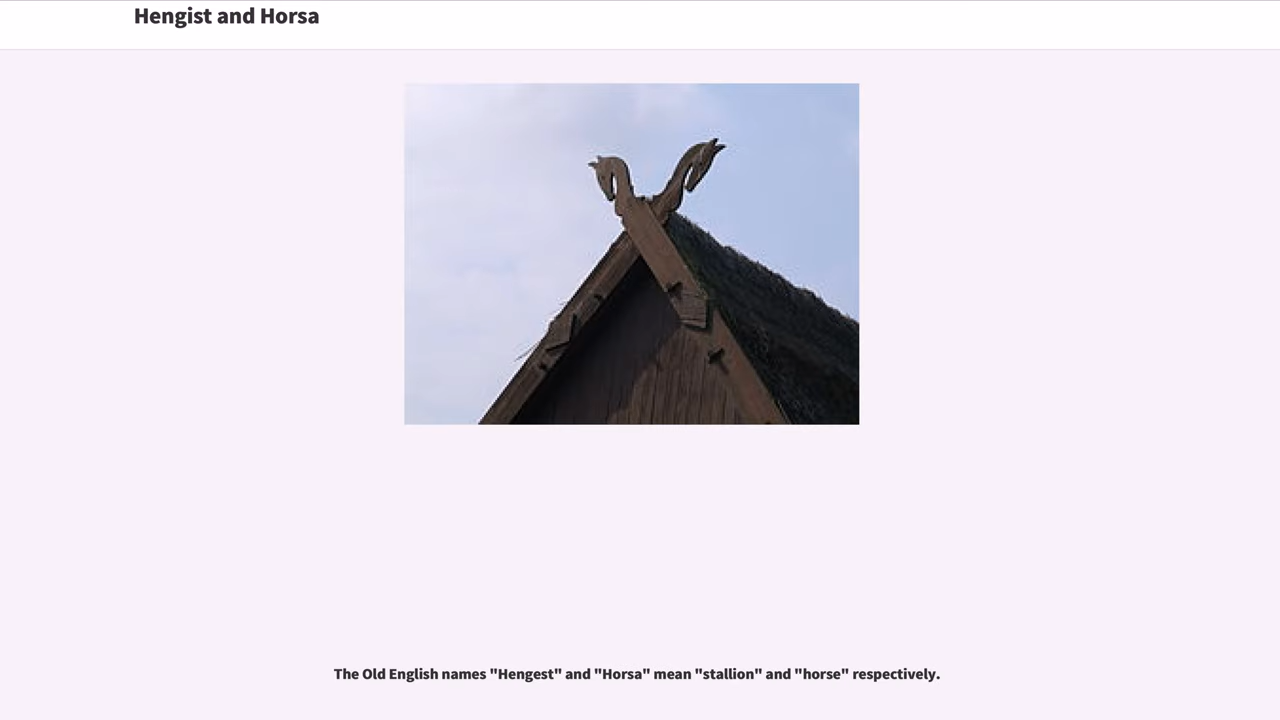 Hengist and Horsa
The Old English names "Hengest" and "Horsa" mean "stallion" and "horse" respectively.